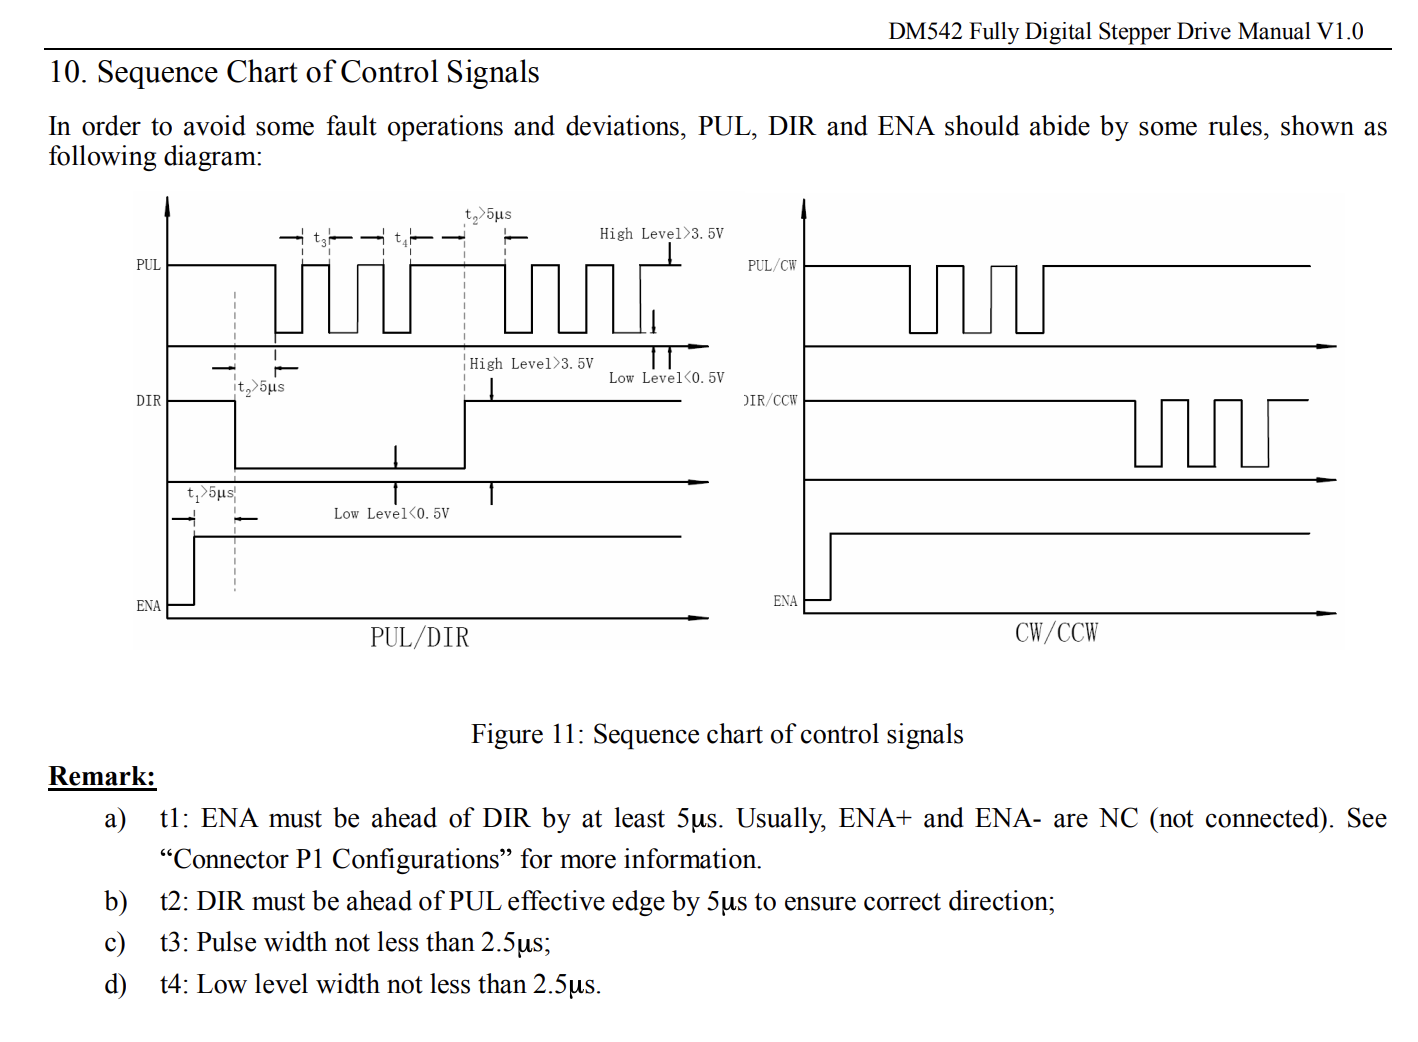 DM542 Fully Digital Stepper Drive Manual V1.0
10. Sequence Chart of Control Signals
In order to avoid some fault operations and deviations, PUL, DIR and ENA should abide by some rules, shown as
following diagram:
t2>5μs
t3
t4
High Level>3.5V
PUL
High Level>3.5V
Low Level<0.5V
t2>5μs
DIR
t1>5μs
Low Level<0.5V
ENA
PUL/DIR
PUL/CW
DIR/CCW
ENA
CW/CCW
Figure 11: Sequence chart of control signals
Remark:
a) t1: ENA must be ahead of DIR by at least 5μs. Usually, ENA+ and ENA- are NC (not connected). See
“Connector P1 Configurations” for more information.
b) t2: DIR must be ahead of PUL effective edge by 5μs to ensure correct direction;
c) t3: Pulse width not less than 2.5μs;
d) t4: Low level width not less than 2.5μs.